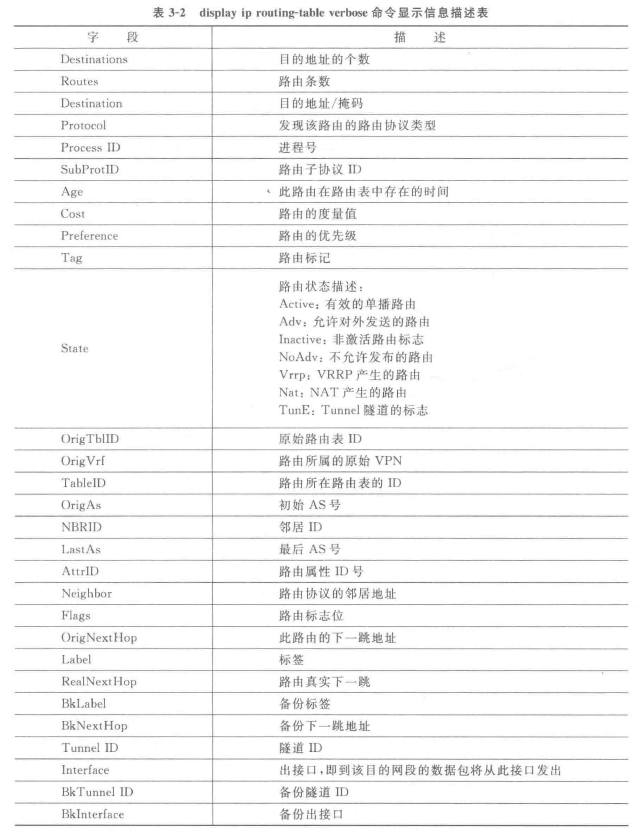 表 3-2 display ip routing-table verbose 命令显示信息描述表
字 段 描 述
Destinations 目的地址的个数
Routes 路由条数
Destination 目的地址/掩码
Protocol 发现该路由的路由协议类型
Process ID 进程号
SubProtID 路由子协议 ID
Age 此路由在路由表中存在的时间
Cost 路由的度量值
Preference 路由的优先级
Tag 路由标记
State 路由状态描述：
Active：有效的单播路由
Adv：允许对外发送的路由
Inactive：非激活路由标志
NoAdv：不允许发布的路由
Vrrp：VRRP 产生的路由
Nat：NAT 产生的路由
TunE：Tunnel 隧道的标志
OrigTblID 原始路由表 ID
OrigVrf 路由所属的原始 VPN
TableID 路由所在路由表的 ID
OrigAs 初始 AS 号
NBRID 邻居 ID
LastAs 最后 AS 号
AttrID 路由属性 ID 号
Neighbor 路由协议的邻居地址
Flags 路由标志位
OrigNextHop 此路由的下一跳地址
Label 标签
RealNextHop 路由真实下一跳
BkLabel 备份标签
BkNextHop 备份下一跳地址
Tunnel ID 隧道 ID
Interface 出接口，即到该目的网段的数据包将从此接口发出
BkTunnel ID 备份隧道 ID
BkInterface 备份出接口